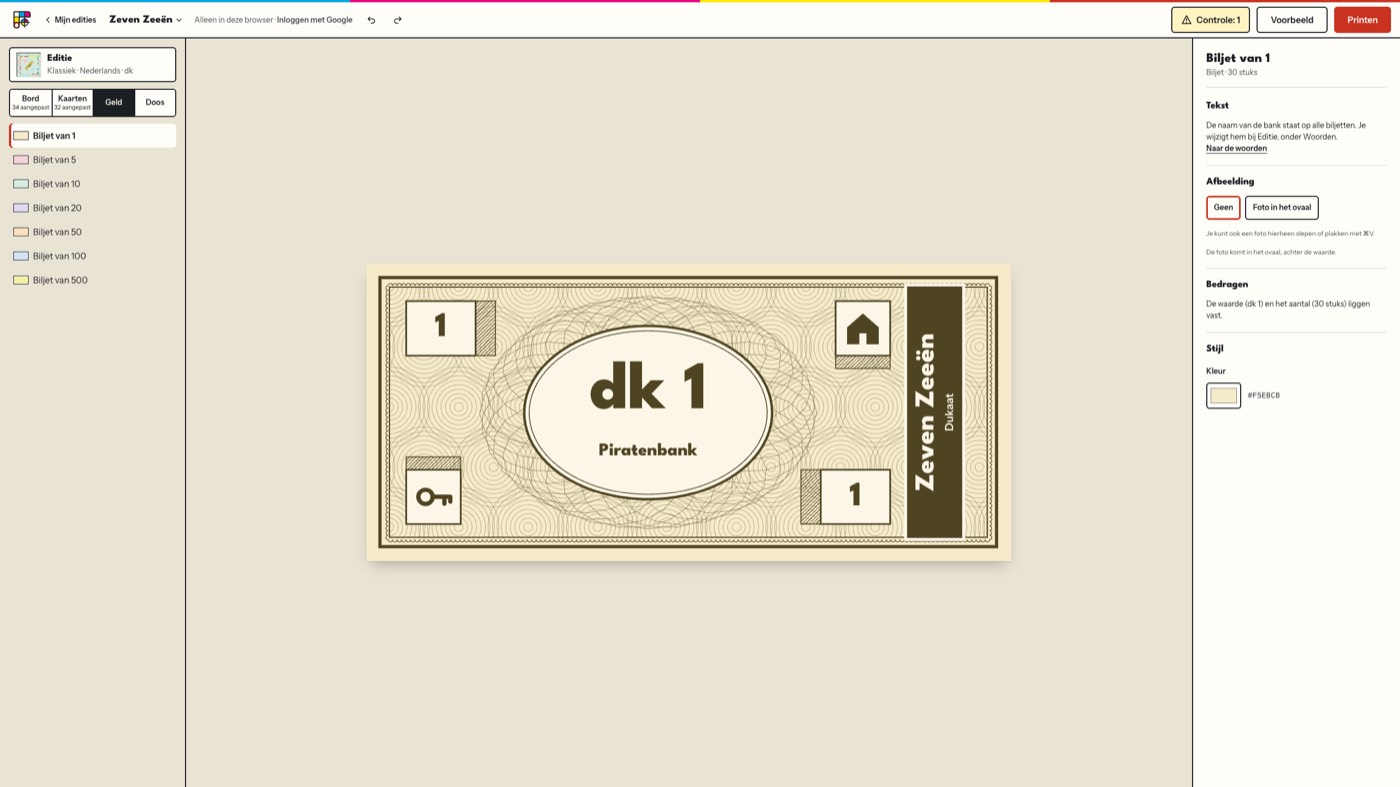 Mijn edities
Zeven Zeeën
Alleen in deze browser · Inloggen met Google
Controle: 1
Voorbeeld
Printen
Editie
Klassiek · Nederlands · dk
Bord
34 aangepast
Kaarten
32 aangepast
Geld
Doos
Biljet van 1
Biljet van 5
Biljet van 10
Biljet van 20
Biljet van 50
Biljet van 100
Biljet van 500
1
dk 1
Piratenbank
1
Zeven Zeeën
Dukaat
Biljet van 1
Biljet · 30 stuks
Tekst
De naam van de bank staat op alle biljetten. Je
wijzigt hem bij Editie, onder Woorden.
Naar de woorden
Afbeelding
Geen
Foto in het ovaal
Je kunt ook een foto hierheen slepen of plakken met ⌘V.
De foto komt in het ovaal, achter de waarde.
Bedragen
De waarde (dk 1) en het aantal (30 stuks) liggen
vast.
Stijl
Kleur
#F5EBCB